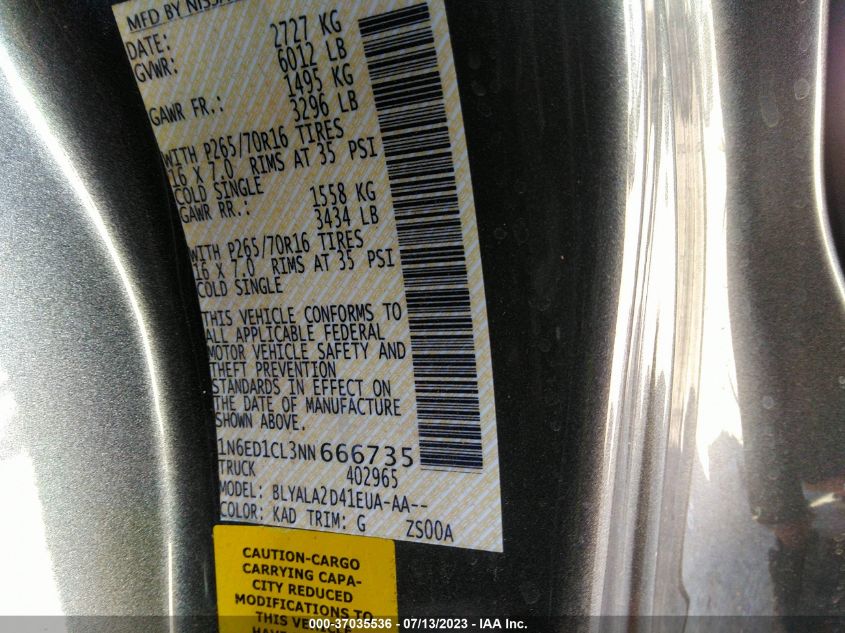 MFD BY NISSA
DATE:
GVWR: 2727 KG
6012 LB
GAWR FR.: 1495 KG
3296 LB
WITH P265/70R16 TIRES
16 X 7.0 RIMS AT 35 PSI
COLD SINGLE
GAWR RR.: 1558 KG
3434 LB
WITH P265/70R16 TIRES
16 X 7.0 RIMS AT 35 PSI
COLD SINGLE
THIS VEHICLE CONFORMS TO
ALL APPLICABLE FEDERAL
MOTOR VEHICLE SAFETY AND
THEFT PREVENTION
STANDARDS IN EFFECT ON
THE DATE OF MANUFACTURE
SHOWN ABOVE.
1N6ED1CL3NN666735
TRUCK 402965
MODEL: BLYALA2D41EUA-AA--
COLOR: KAD TRIM: G ZS00A
CAUTION-CARGO
CARRYING CAPA-
CITY REDUCED
MODIFICATIONS TO
THIS VEHICLE
000-37035536 - 07/13/2023 - IAA Inc.